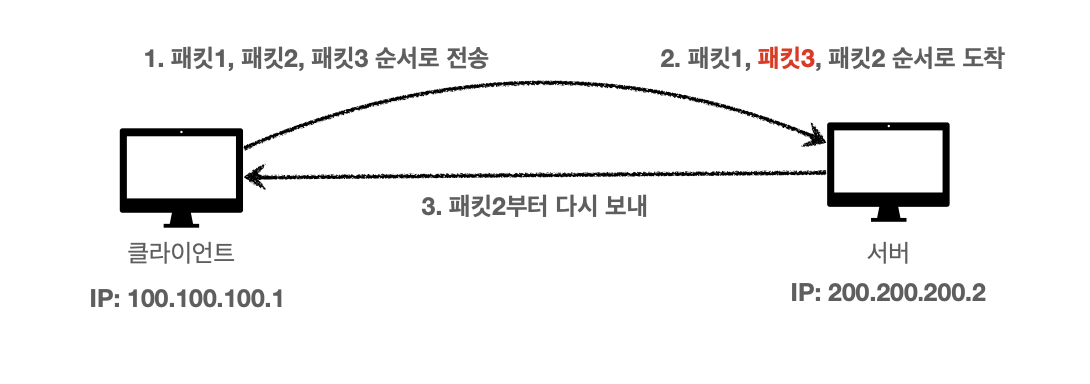 1. 패킷1, 패킷2, 패킷3 순서로 전송
2. 패킷1, 패킷3, 패킷2 순서로 도착
3. 패킷2부터 다시 보내
클라이언트
IP: 100.100.100.1
서버
IP: 200.200.200.2